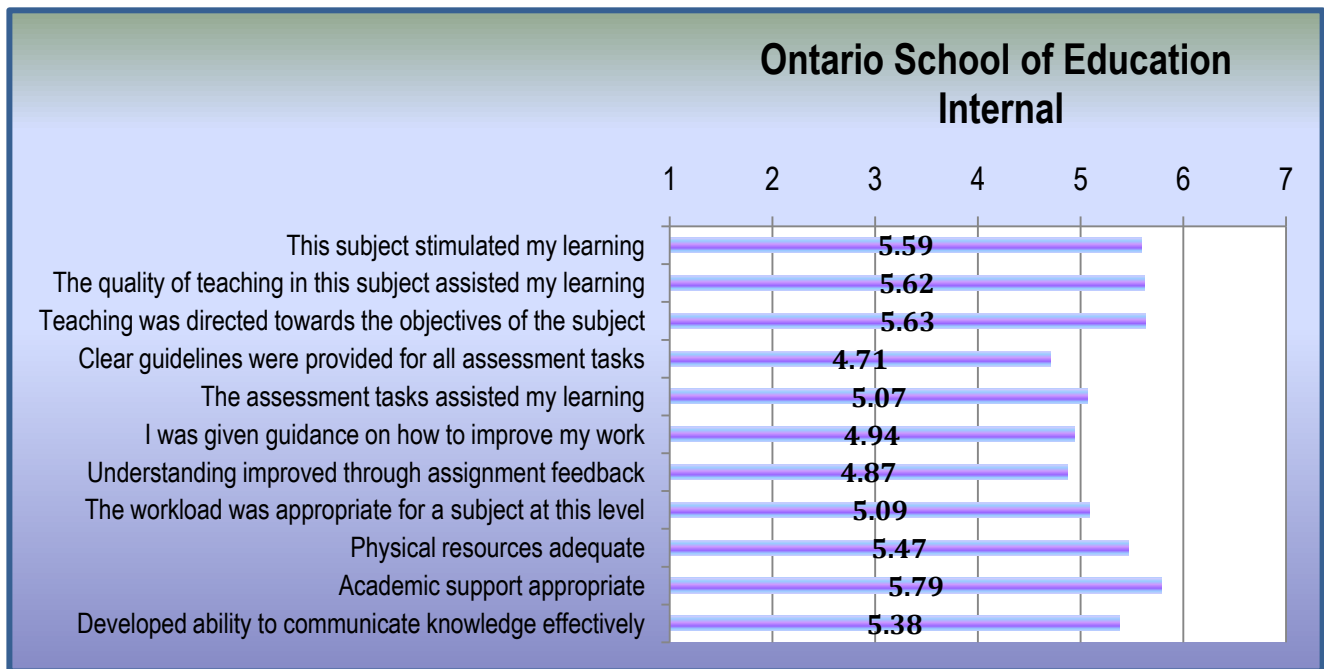 Ontario School of Education
Internal
1 2 3 4 5 6 7
This subject stimulated my learning 5.59
The quality of teaching in this subject assisted my learning 5.62
Teaching was directed towards the objectives of the subject 5.63
Clear guidelines were provided for all assessment tasks 4.71
The assessment tasks assisted my learning 5.07
I was given guidance on how to improve my work 4.94
Understanding improved through assignment feedback 4.87
The workload was appropriate for a subject at this level 5.09
Physical resources adequate 5.47
Academic support appropriate 5.79
Developed ability to communicate knowledge effectively 5.38